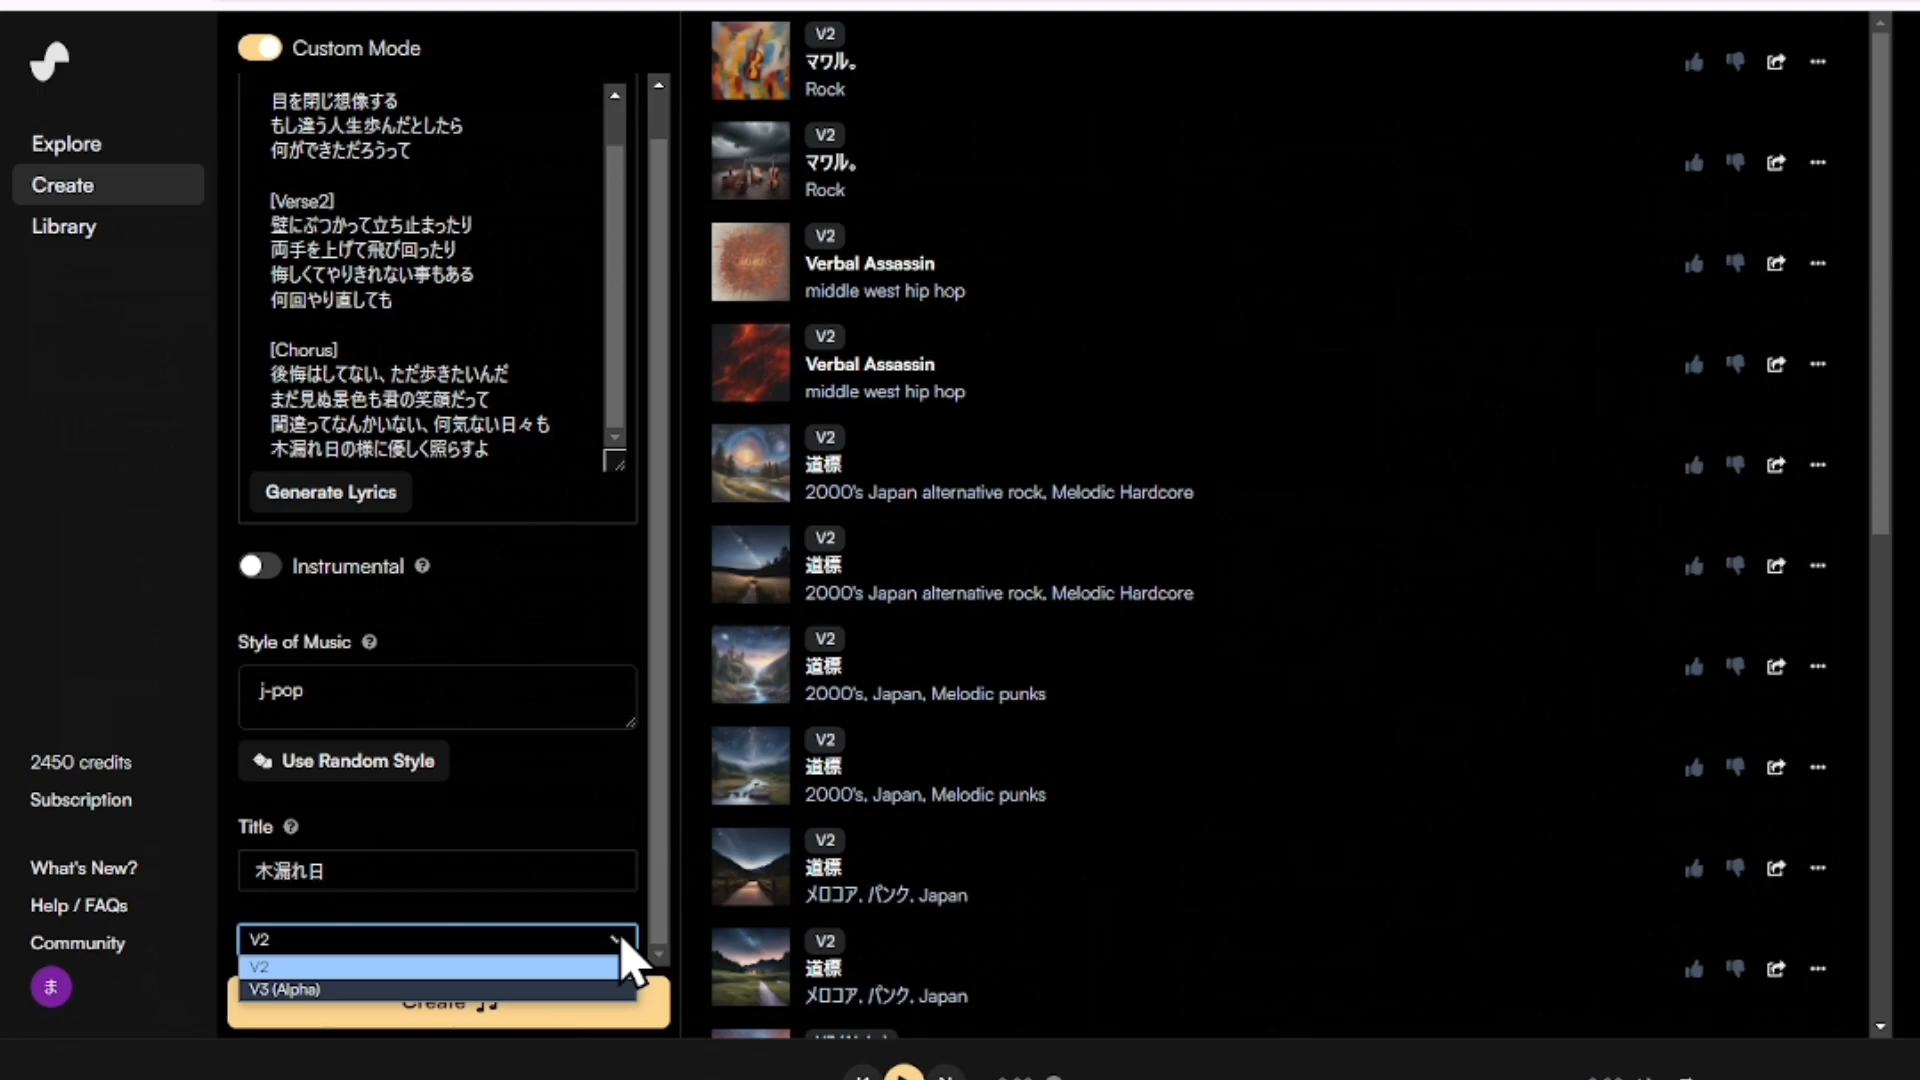 Explore
Create
Library
2450 credits
Subscription
What's New?
Help / FAQs
Community
ま
Custom Mode
目を閉じ想像する
もし違う人生歩んだとしたら
何ができただろうって
[Verse2]
壁にぶつかって立ち止まったり
両手を上げて飛び回ったり
悔しくてやりきれない事もある
何回やり直しても
[Chorus]
後悔はしてない、ただ歩きたいんだ
まだ見ぬ景色も君の笑顔だって
間違ってなんかいない、何気ない日々も
木漏れ日の様に優しく照らすよ
Generate Lyrics
Instrumental
Style of Music
j-pop
Use Random Style
Title
木漏れ日
V2
V2
V3 (Alpha)
Create
V2
マワル。
Rock
V2
マワル。
Rock
V2
Verbal Assassin
middle west hip hop
V2
Verbal Assassin
middle west hip hop
V2
道標
2000's Japan alternative rock, Melodic Hardcore
V2
道標
2000's Japan alternative rock, Melodic Hardcore
V2
道標
2000's, Japan, Melodic punks
V2
道標
2000's, Japan, Melodic punks
V2
道標
メロコア, パンク, Japan
V2
道標
メロコア, パンク, Japan